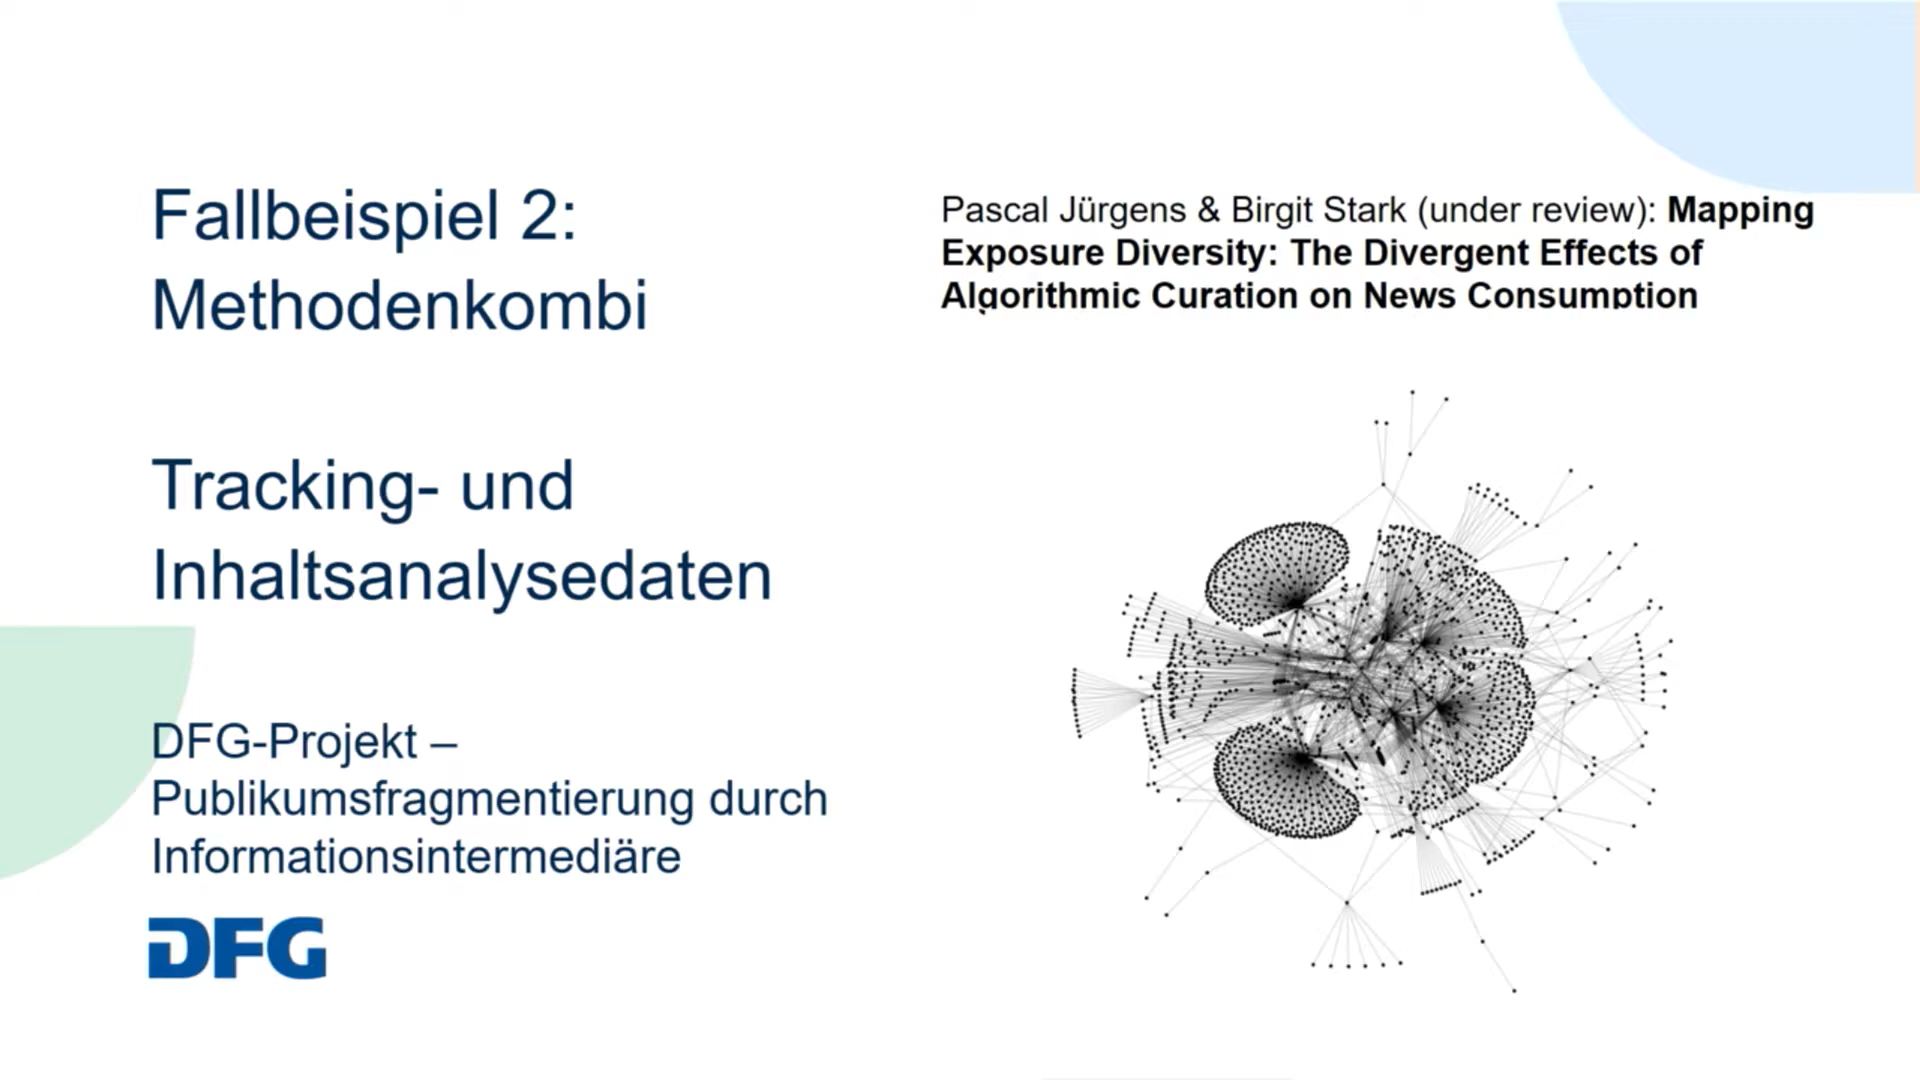 Fallbeispiel 2:
Methodenkombi
Tracking- und
Inhaltsanalysedaten
DFG-Projekt –
Publikumsfragmentierung durch
Informationsintermediäre
DFG
Pascal Jürgens & Birgit Stark (under review): Mapping
Exposure Diversity: The Divergent Effects of
Algorithmic Curation on News Consumption